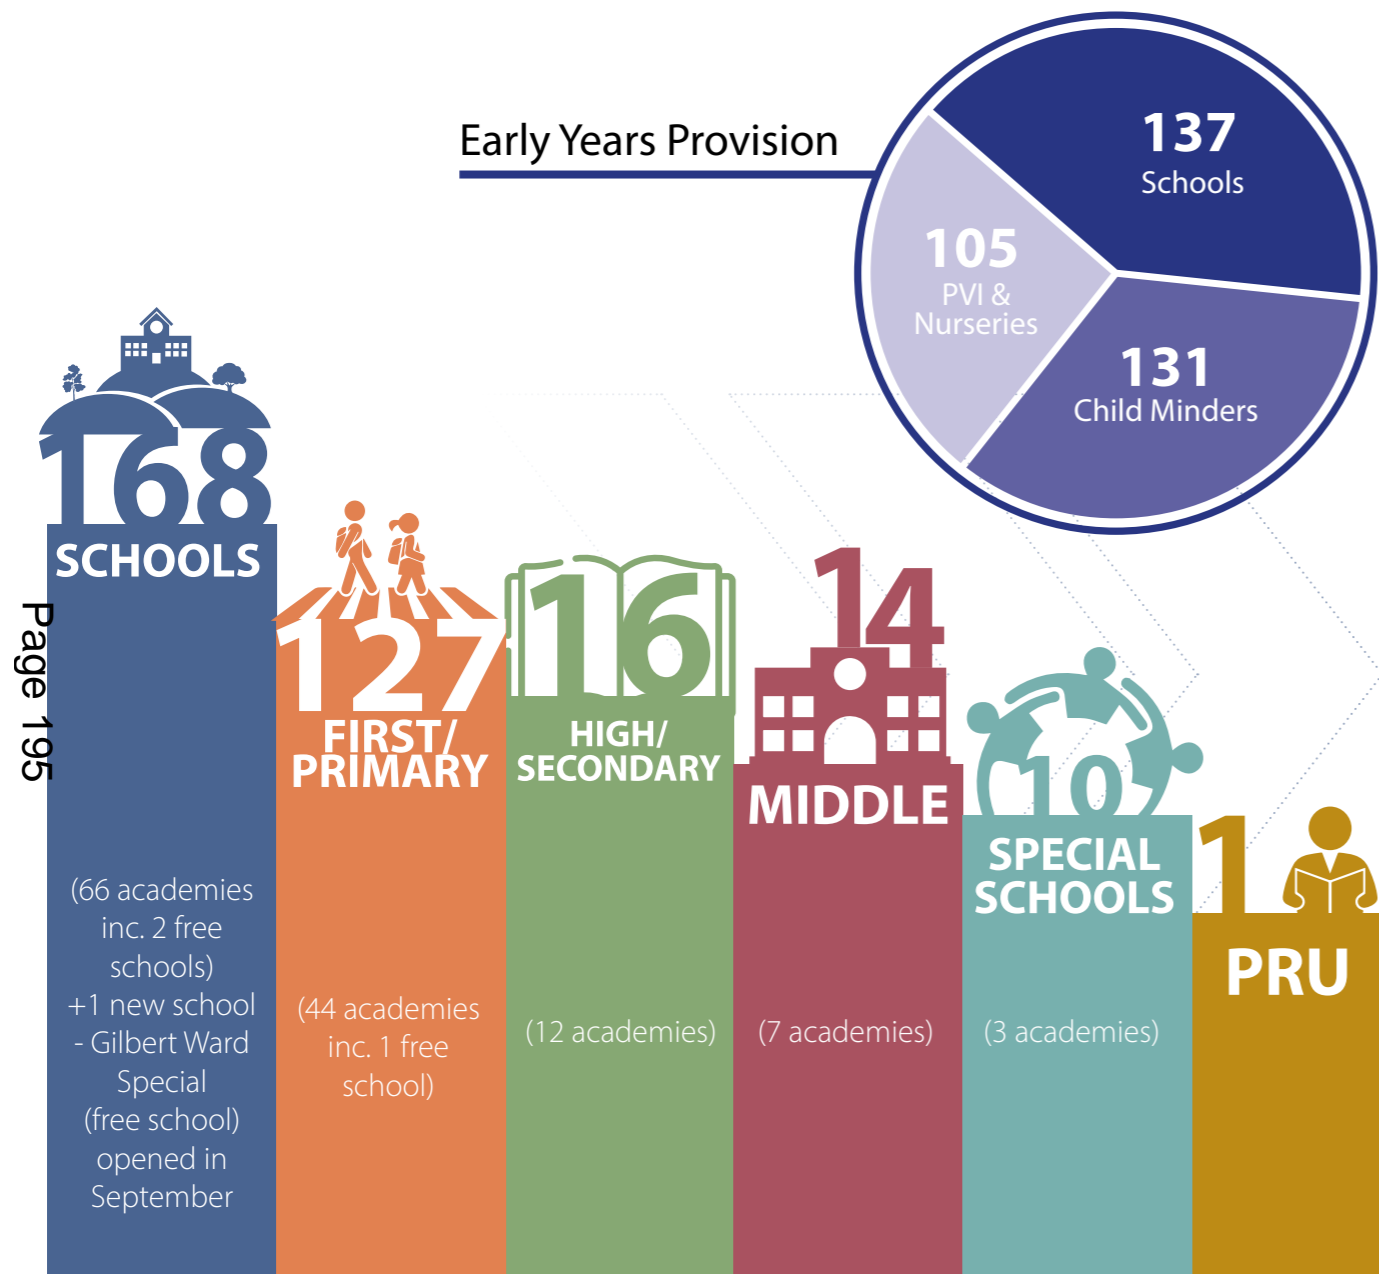 Early Years Provision
137
Schools
105
PVI &
Nurseries
131
Child Minders
168
SCHOOLS
(66 academies
inc. 2 free
schools)
+1 new school
- Gilbert Ward
Special
(free school)
opened in
September
127
FIRST/
PRIMARY
(44 academies
inc. 1 free
school)
16
HIGH/
SECONDARY
(12 academies)
14
MIDDLE
(7 academies)
10
SPECIAL
SCHOOLS
(3 academies)
1
PRU
Page 195